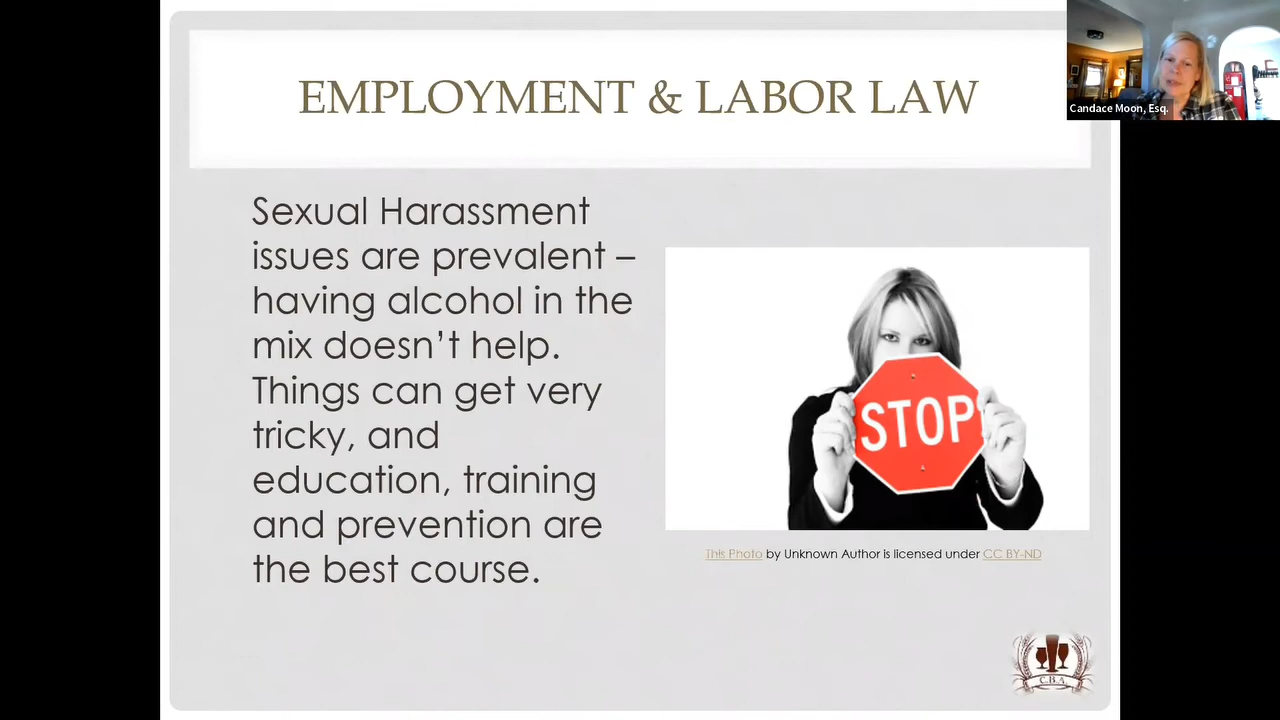 EMPLOYMENT & LABOR LAW
Candace Moon, Esq.
Sexual Harassment
issues are prevalent –
having alcohol in the
mix doesn’t help.
Things can get very
tricky, and
education, training
and prevention are
the best course.
STOP
This Photo by Unknown Author is licensed under CC BY-ND
C.B.A.